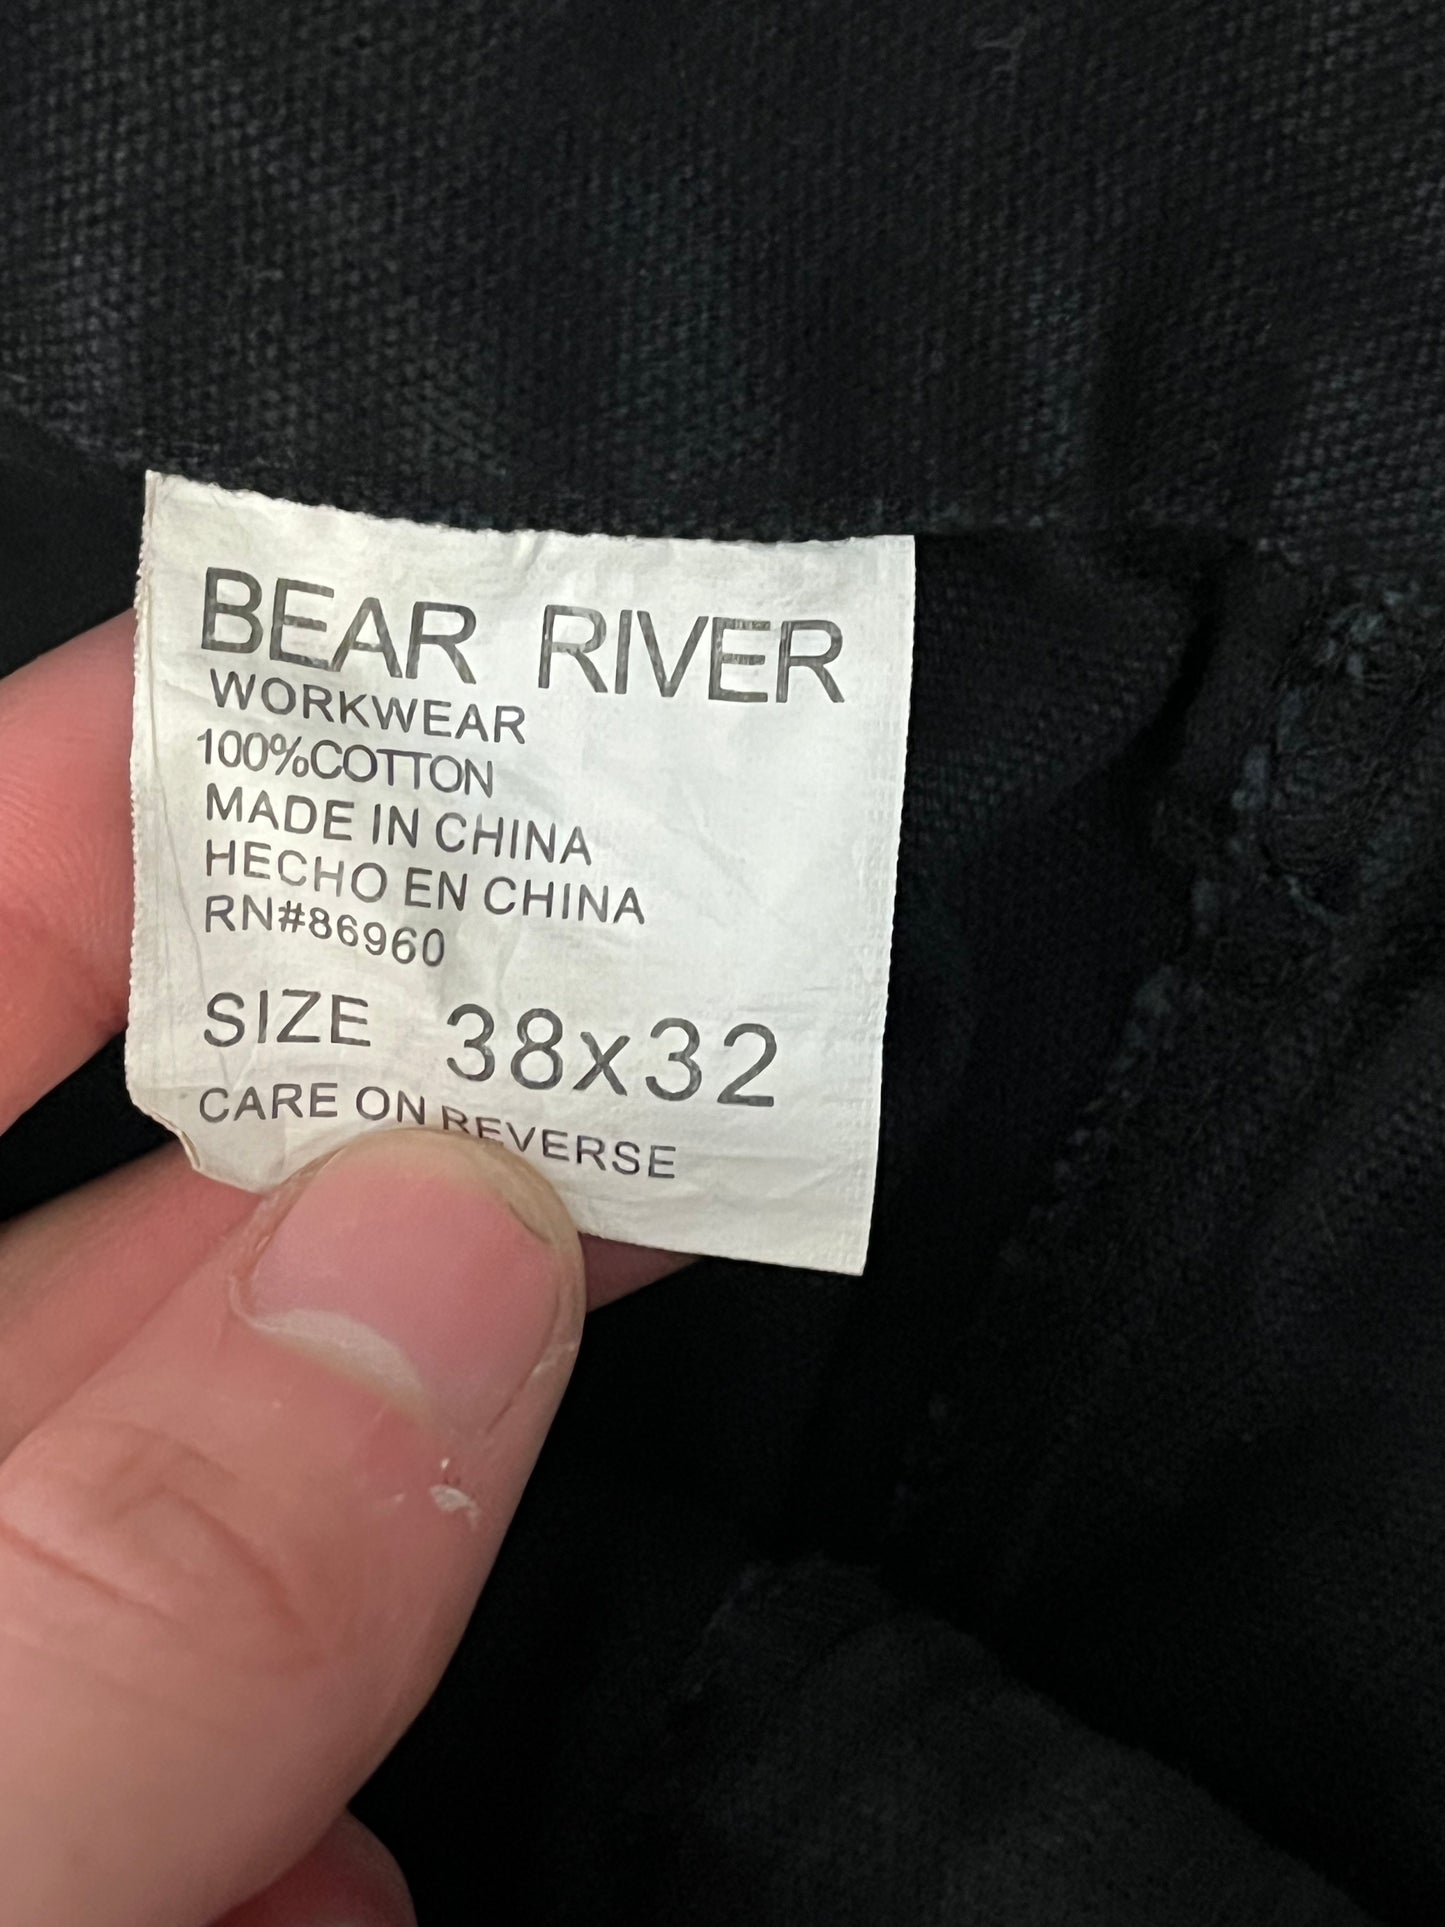 BEAR RIVER
WORKWEAR
100%COTTON
MADE IN CHINA
HECHO EN CHINA
RN#86960
SIZE 38x32
CARE ON REVERSE